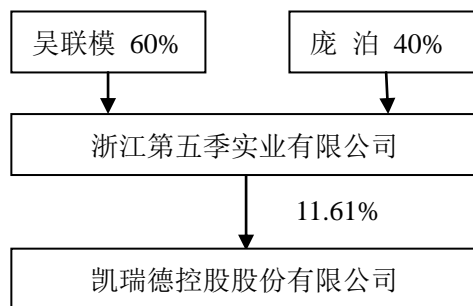 吴联模 60%
庞 泊 40%
浙江第五季实业有限公司
11.61%
凯瑞德控股股份有限公司